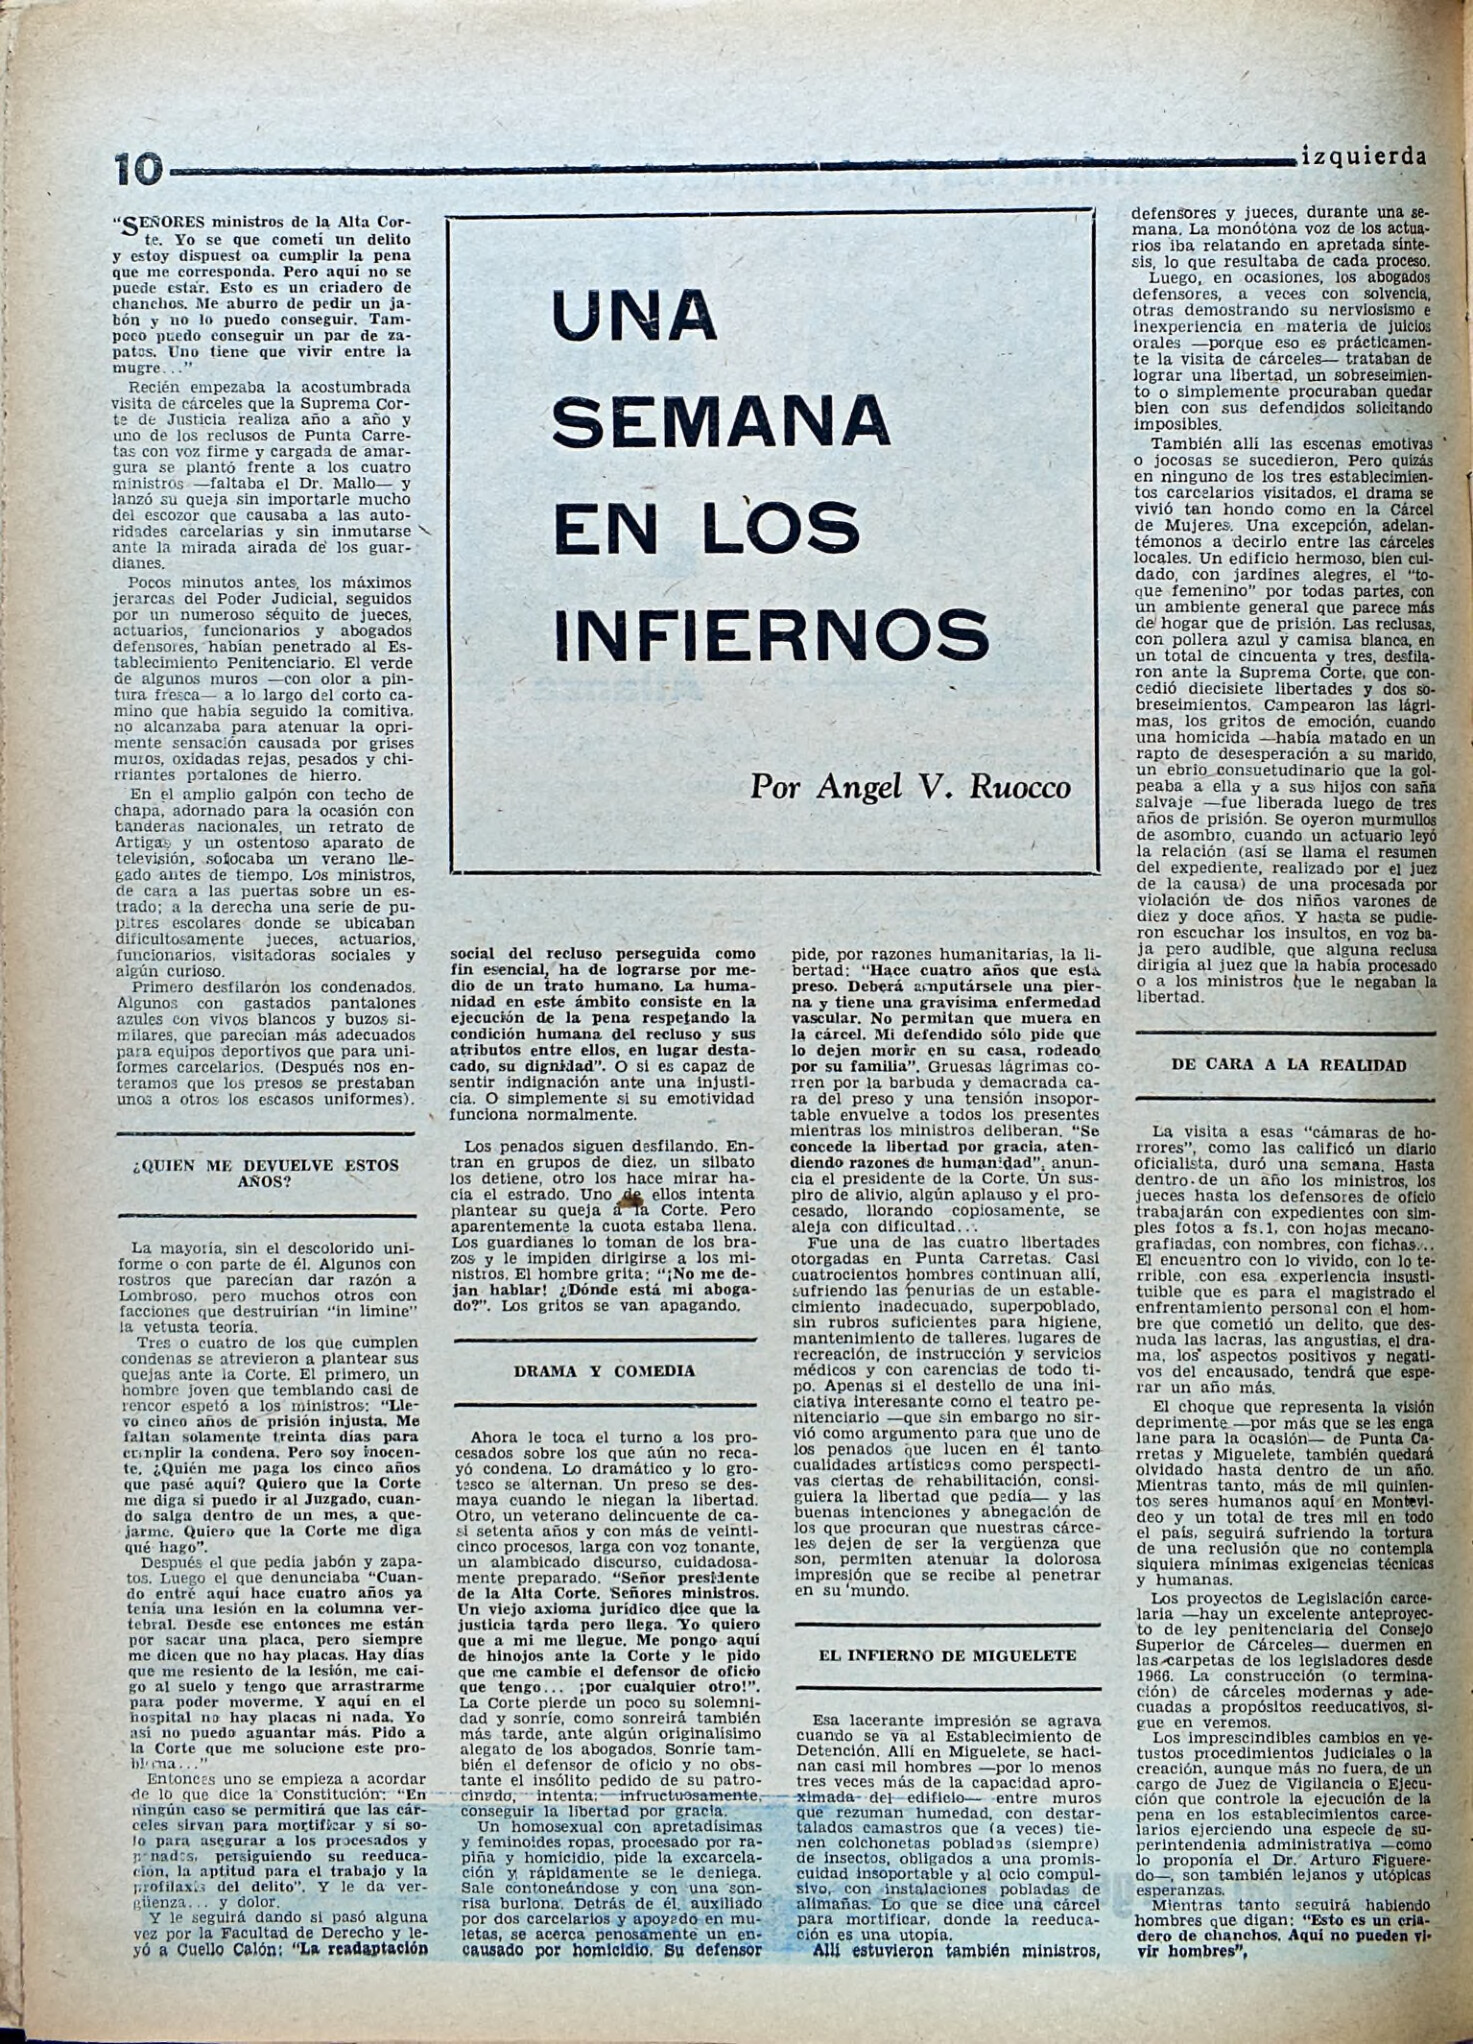 10
izquierda
“SEÑORES ministros de la Alta Cor-
te. Yo se que cometí un delito
y estoy dispuest oa cumplir la pena
que me corresponda. Pero aquí no se
puede estar. Esto es un criadero de
chanchos. Me aburro de pedir un ja-
bón y no lo puedo conseguir. Tam-
poco puedo conseguir un par de za-
patos. Uno tiene que vivir entre la
mugre...”
Recién empezaba la acostumbrada
visita de cárceles que la Suprema Cor-
te de Justicia realiza año a año y
uno de los reclusos de Punta Carre-
tas con voz firme y cargada de amar-
gura se plantó frente a los cuatro
ministros —faltaba el Dr. Mallo— y
lanzó su queja sin importarle mucho
del escozor que causaba a las auto-
ridades carcelarias y sin inmutarse
ante la mirada airada de los guar-
dianes.
Pocos minutos antes, los máximos
jerarcas del Poder Judicial, seguidos
por un numeroso séquito de jueces,
actuarios, funcionarios y abogados
defensores, habían penetrado al Es-
tablecimiento Penitenciario. El verde
de algunos muros —con olor a pin-
tura fresca— a lo largo del corto ca-
mino que había seguido la comitiva,
no alcanzaba para atenuar la opri-
mente sensación causada por grises
muros, oxidadas rejas, pesados y chi-
rriantes portalones de hierro.
En el amplio galpón con techo de
chapa, adornado para la ocasión con
banderas nacionales, un retrato de
Artigas y un ostentoso aparato de
televisión, sofocaba un verano lle-
gado antes de tiempo. Los ministros,
de cara a las puertas sobre un es-
trado; a la derecha una serie de pu-
pitres escolares donde se ubicaban
dificultosamente jueces, actuarios,
funcionarios, visitadoras sociales y
algún curioso.
Primero desfilaron los condenados.
Algunos con gastados pantalones
azules con vivos blancos y buzos si-
milares, que parecían más adecuados
para equipos deportivos que para uni-
formes carcelarios. (Después nos en-
teramos que los presos se prestaban
unos a otros los escasos uniformes).
¿QUIEN ME DEVUELVE ESTOS
AÑOS?
La mayoría, sin el descolorido uni-
forme o con parte de él. Algunos con
rostros que parecían dar razón a
Lombroso, pero muchos otros con
facciones que destruirían “in limine”
la vetusta teoría.
Tres o cuatro de los que cumplen
condenas se atrevieron a plantear sus
quejas ante la Corte. El primero, un
hombre joven que temblando casi de
rencor espetó a los ministros: “Lle-
vo cinco años de prisión injusta. Me
faltan solamente treinta días para
cumplir la condena. Pero soy inocen-
te. ¿Quién me paga los cinco años
que pasé aquí? Quiero que la Corte
me diga si puedo ir al Juzgado, cuan-
do salga dentro de un mes, a que-
jarme. Quiero que la Corte me diga
qué hago”.
Después el que pedía jabón y zapa-
tos. Luego el que denunciaba “Cuan-
do entré aquí hace cuatro años ya
tenía una lesión en la columna ver-
tebral. Desde ese entonces me están
por sacar una placa, pero siempre
me dicen que no hay placas. Hay días
que me resiento de la lesión, me cai-
go al suelo y tengo que arrastrarme
para poder moverme. Y aquí en el
hospital no hay placas ni nada. Yo
así no puedo aguantar más. Pido a
la Corte que me solucione este pro-
blema...”
Entonces uno se empieza a acordar
de lo que dice la Constitución: “En
ningún caso se permitirá que las cár-
celes sirvan para mortificar y sí so-
lo para asegurar a los procesados y
penados, persiguiendo su reeduca-
ción, la aptitud para el trabajo y la
profilaxis del delito”. Y le da ver-
güenza... y dolor.
Y le seguirá dando si pasó alguna
vez por la Facultad de Derecho y le-
yó a Cuello Calón: “La readaptación
UNA
SEMANA
EN LOS
INFIERNOS
Por Angel V. Ruocco
social del recluso perseguida como
fin esencial, ha de lograrse por me-
dio de un trato humano. La huma-
nidad en este ámbito consiste en la
ejecución de la pena respetando la
condición humana del recluso y sus
atributos entre ellos, en lugar desta-
cado, su dignidad”. O si es capaz de
sentir indignación ante una injusti-
cia. O simplemente si su emotividad
funciona normalmente.
Los penados siguen desfilando. En-
tran en grupos de diez, un silbato
los detiene, otro los hace mirar ha-
cia el estrado. Uno de ellos intenta
plantear su queja a la Corte. Pero
aparentemente la cuota estaba llena.
Los guardianes lo toman de los bra-
zos y le impiden dirigirse a los mi-
nistros. El hombre grita: “¡No me de-
jan hablar! ¿Dónde está mi aboga-
do?”. Los gritos se van apagando.
DRAMA Y COMEDIA
Ahora le toca el turno a los pro-
cesados sobre los que aún no reca-
yó condena. Lo dramático y lo gro-
tesco se alternan. Un preso se des-
maya cuando le niegan la libertad.
Otro, un veterano delincuente de ca-
si setenta años y con más de veinti-
cinco procesos, larga con voz tonante,
un alambicado discurso, cuidadosa-
mente preparado. “Señor presidente
de la Alta Corte. Señores ministros.
Un viejo axioma jurídico dice que la
justicia tarda pero llega. Yo quiero
que a mi me llegue. Me pongo aquí
de hinojos ante la Corte y le pido
que me cambie el defensor de oficio
que tengo... ¡por cualquier otro!”.
La Corte pierde un poco su solemni-
dad y sonríe, como sonreirá también
más tarde, ante algún originalísimo
alegato de los abogados. Sonríe tam-
bién el defensor de oficio y no obs-
tante el insólito pedido de su patro-
cinado, intenta; infructuosamente,
conseguir la libertad por gracia.
Un homosexual con apretadísimas
y feminoides ropas, procesado por ra-
piña y homicidio, pide la excarcela-
ción y rápidamente se le deniega.
Sale contoneándose y con una son-
risa burlona. Detrás de él, auxiliado
por dos carcelarios y apoyado en mu-
letas, se acerca penosamente un en-
causado por homicidio. Su defensor
pide, por razones humanitarias, la li-
bertad: “Hace cuatro años que está
preso. Deberá amputársele una pier-
na y tiene una gravísima enfermedad
vascular. No permitan que muera en
la cárcel. Mi defendido sólo pide que
lo dejen morir en su casa, rodeado
por su familia”. Gruesas lágrimas co-
rren por la barbuda y demacrada ca-
ra del preso y una tensión insopor-
table envuelve a todos los presentes
mientras los ministros deliberan. “Se
concede la libertad por gracia, aten-
diendo razones de humanidad”, anun-
cia el presidente de la Corte. Un sus-
piro de alivio, algún aplauso y el pro-
cesado, llorando copiosamente, se
aleja con dificultad...
Fue una de las cuatro libertades
otorgadas en Punta Carretas. Casi
cuatrocientos hombres continuan allí,
sufriendo las penurias de un estable-
cimiento inadecuado, superpoblado,
sin rubros suficientes para higiene,
mantenimiento de talleres, lugares de
recreación, de instrucción y servicios
médicos y con carencias de todo ti-
po. Apenas si el destello de una ini-
ciativa interesante como el teatro pe-
nitenciario —que sin embargo no sir-
vió como argumento para que uno de
los penados que lucen en él tanto
cualidades artísticas como perspecti-
vas ciertas de rehabilitación, consi-
guiera la libertad que pedía— y las
buenas intenciones y abnegación de
los que procuran que nuestras cárce-
les dejen de ser la vergüenza que
son, permiten atenuar la dolorosa
impresión que se recibe al penetrar
en su mundo.
EL INFIERNO DE MIGUELETE
Esa lacerante impresión se agrava
cuando se va al Establecimiento de
Detención. Allí en Miguelete, se haci-
nan casi mil hombres —por lo menos
tres veces más de la capacidad apro-
ximada del edificio— entre muros
que rezuman humedad, con destar-
talados camastros que (a veces) tie-
nen colchonetas pobladas (siempre)
de insectos, obligados a una promis-
cuidad insoportable y al ocio compul-
sivo, con instalaciones pobladas de
alimañas. Lo que se dice una cárcel
para mortificar, donde la reeduca-
ción es una utopía.
Allí estuvieron también ministros,
defensores y jueces, durante una se-
mana. La monótóna voz de los actua-
rios iba relatando en apretada sínte-
sis, lo que resultaba de cada proceso.
Luego, en ocasiones, los abogados
defensores, a veces con solvencia,
otras demostrando su nerviosismo e
inexperiencia en materia de juicios
orales —porque eso es prácticamen-
te la visita de cárceles— trataban de
lograr una libertad, un sobreseimien-
to o simplemente procuraban quedar
bien con sus defendidos solicitando
imposibles.
También allí las escenas emotivas
o jocosas se sucedieron. Pero quizás
en ninguno de los tres establecimien-
tos carcelarios visitados, el drama se
vivió tan hondo como en la Cárcel
de Mujeres. Una excepción, adelan-
témonos a decirlo entre las cárceles
locales. Un edificio hermoso, bien cui-
dado, con jardines alegres, el “to-
que femenino” por todas partes, con
un ambiente general que parece más
de hogar que de prisión. Las reclusas,
con pollera azul y camisa blanca, en
un total de cincuenta y tres, desfila-
ron ante la Suprema Corte, que con-
cedió diecisiete libertades y dos so-
breseimientos. Campearon las lágri-
mas, los gritos de emoción, cuando
una homicida —había matado en un
rapto de desesperación a su marido,
un ebrio consuetudinario que la gol-
peaba a ella y a sus hijos con saña
salvaje —fue liberada luego de tres
años de prisión. Se oyeron murmullos
de asombro, cuando un actuario leyó
la relación (así se llama el resumen
del expediente, realizado por el juez
de la causa) de una procesada por
violación de dos niños varones de
diez y doce años. Y hasta se pudie-
ron escuchar los insultos, en voz ba-
ja pero audible, que alguna reclusa
dirigía al juez que la había procesado
o a los ministros que le negaban la
libertad.
DE CARA A LA REALIDAD
La visita a esas “cámaras de ho-
rrores”, como las calificó un diario
oficialista, duró una semana. Hasta
dentro de un año los ministros, los
jueces hasta los defensores de oficio
trabajarán con expedientes con sim-
ples fotos a fs.1, con hojas mecano-
grafiadas, con nombres, con fichas...
El encuentro con lo vivido, con lo te-
rrible, con esa experiencia insusti-
tuible que es para el magistrado el
enfrentamiento personal con el hom-
bre que cometió un delito, que des-
nuda las lacras, las angustias, el dra-
ma, los aspectos positivos y negati-
vos del encausado, tendrá que espe-
rar un año más.
El choque que representa la visión
deprimente —por más que se les enga
lane para la ocasión— de Punta Ca-
rretas y Miguelete, también quedará
olvidado hasta dentro de un año.
Mientras tanto, más de mil quinien-
tos seres humanos aquí en Montevi-
deo y un total de tres mil en todo
el país, seguirá sufriendo la tortura
de una reclusión que no contempla
siquiera mínimas exigencias técnicas
y humanas.
Los proyectos de Legislación carce-
laria —hay un excelente anteproyec-
to de ley penitenciaria del Consejo
Superior de Cárceles— duermen en
las carpetas de los legisladores desde
1966. La construcción (o termina-
ción) de cárceles modernas y ade-
cuadas a propósitos reeducativos, si-
gue en veremos.
Los imprescindibles cambios en ve-
tustos procedimientos judiciales o la
creación, aunque más no fuera, de un
cargo de Juez de Vigilancia o Ejecu-
ción que controle la ejecución de la
pena en los establecimientos carce-
larios ejerciendo una especie de su-
perintendenia administrativa —como
lo proponía el Dr. Arturo Figuere-
do—, son también lejanos y utópicas
esperanzas.
Mientras tanto seguirá habiendo
hombres que digan: “Esto es un cria-
dero de chanchos. Aquí no pueden vi-
vir hombres”,